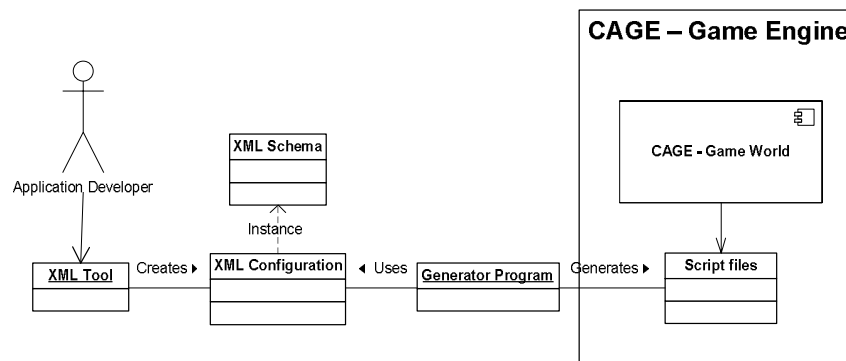 CAGE – Game Engine
CAGE - Game World
XML Schema
Application Developer
Instance
XML Tool
Creates
XML Configuration
Uses
Generator Program
Generates
Script files